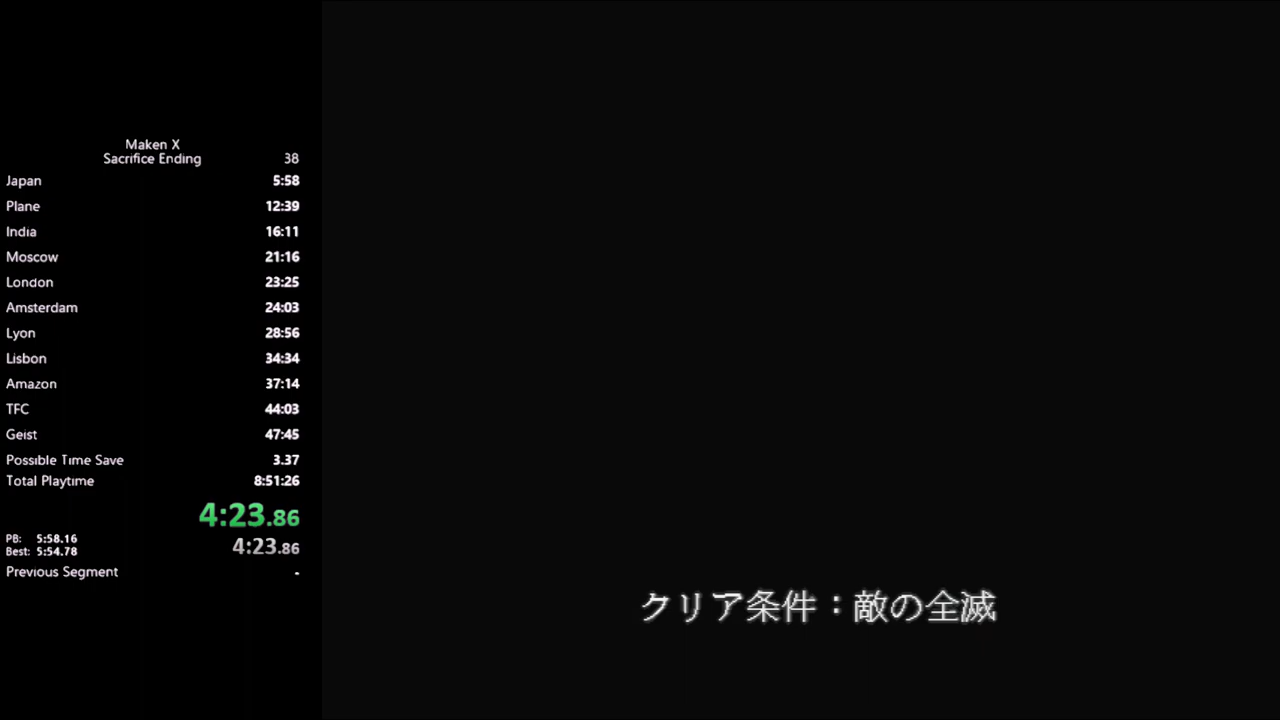 Maken X
Sacrifice Ending 38
Japan 5:58
Plane 12:39
India 16:11
Moscow 21:16
London 23:25
Amsterdam 24:03
Lyon 28:56
Lisbon 34:34
Amazon 37:14
TFC 44:03
Geist 47:45
Possible Time Save 3.37
Total Playtime 8:51:26
4:23.86
PB: 5:58.16
Best: 5:54.78
4:23.86
Previous Segment -
クリア条件：敵の全滅